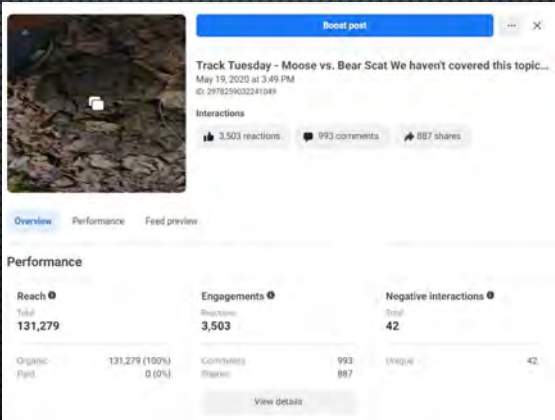 Boost post
Track Tuesday - Moose vs. Bear Scat We haven't covered this topic...
May 19, 2020 at 3:49 PM
ID: 2978259032241049
Interactions
3,503 reactions
993 comments
887 shares
Overview
Performance
Feed preview
Performance
Reach
Total
131,279
Organic 131,279 (100%)
Paid 0 (0%)
Engagements
Reactions
3,503
Comments 993
Shares 887
View details
Negative interactions
Total
42
Unique 42